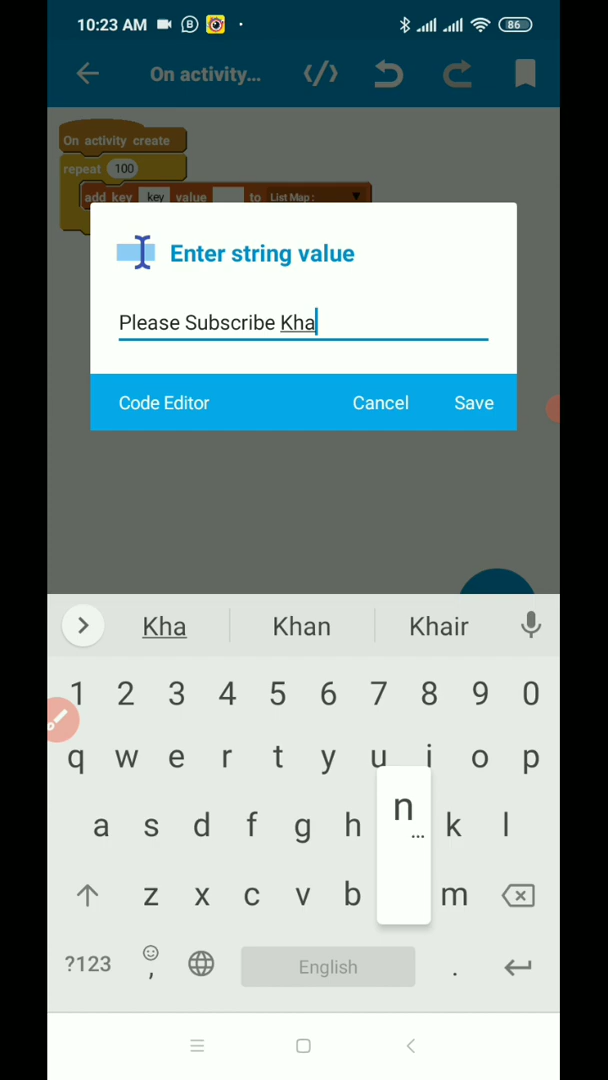 10:23 AM B 86
On activity... </>
On activity create
repeat 100
add key key value to List Map :
Enter string value
Please Subscribe Kha
Code Editor Cancel Save
Kha Khan Khair
1 2 3 4 5 6 7 8 9 0
q w e r t y u i o p
a s d f g h n... k l
z x c v b m
?123 , English .